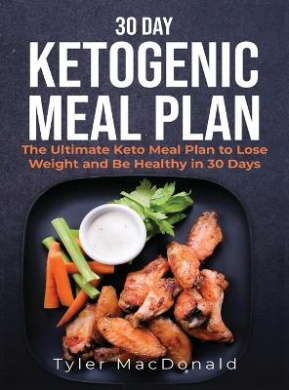 30 DAY
KETOGENIC
MEAL PLAN
The Ultimate Keto Meal Plan to Lose
Weight and Be Healthy in 30 Days
Tyler MacDonald